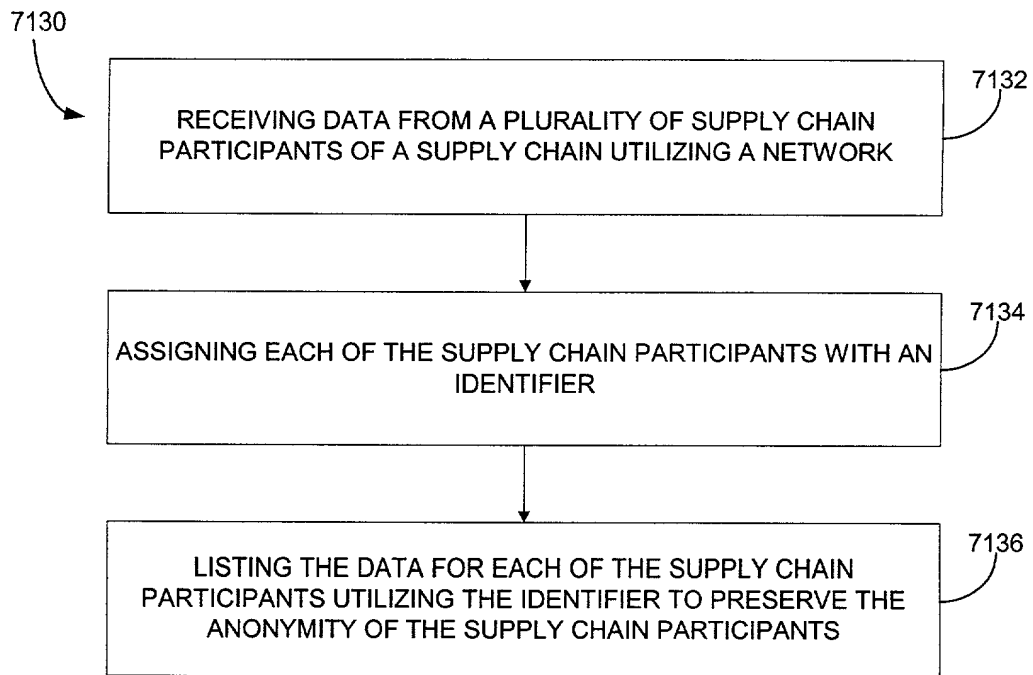 7130
7132
RECEIVING DATA FROM A PLURALITY OF SUPPLY CHAIN
PARTICIPANTS OF A SUPPLY CHAIN UTILIZING A NETWORK
7134
ASSIGNING EACH OF THE SUPPLY CHAIN PARTICIPANTS WITH AN
IDENTIFIER
7136
LISTING THE DATA FOR EACH OF THE SUPPLY CHAIN
PARTICIPANTS UTILIZING THE IDENTIFIER TO PRESERVE THE
ANONYMITY OF THE SUPPLY CHAIN PARTICIPANTS